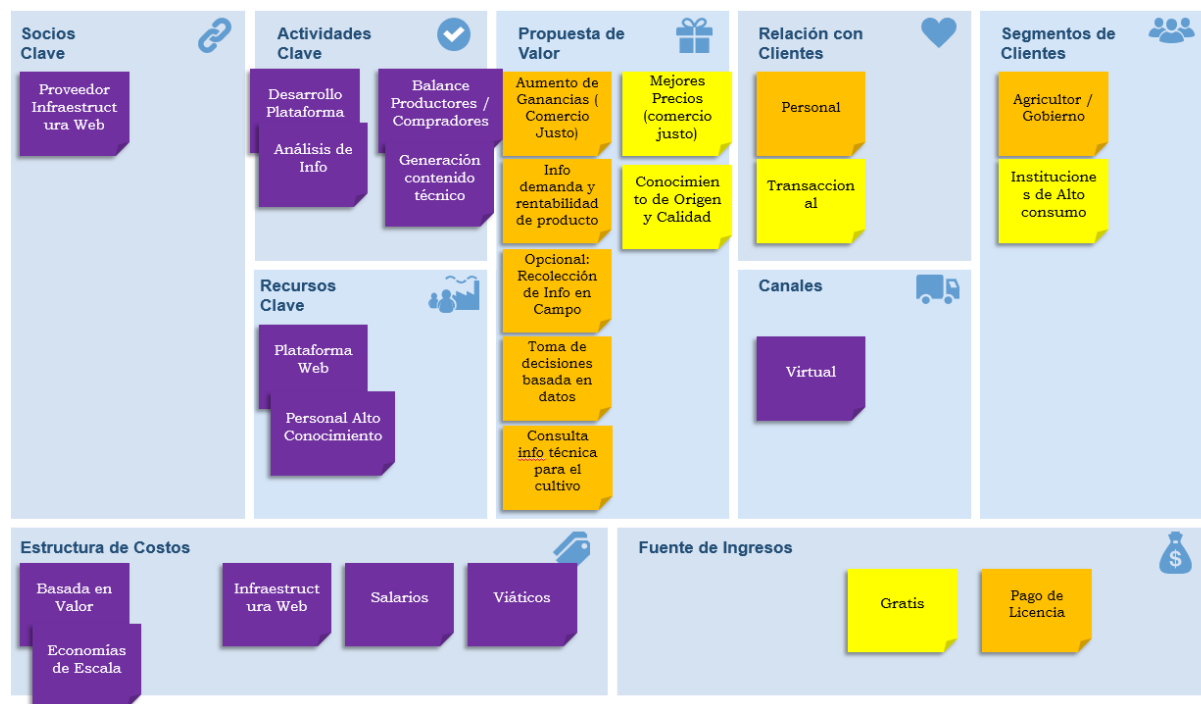 Socios
Clave
Proveedor
Infraestruct
ura Web
Actividades
Clave
Desarrollo
Plataforma
Análisis de
Info
Balance
Productores /
Compradores
Generación
contenido
técnico
Recursos
Clave
Plataforma
Web
Personal Alto
Conocimiento
Propuesta de
Valor
Aumento de
Ganancias (
Comercio
Justo)
Info
demanda y
rentabilidad
de producto
Opcional:
Recolección
de Info en
Campo
Toma de
decisiones
basada en
datos
Consulta
info técnica
para el
cultivo
Mejores
Precios
(comercio
justo)
Conocimien
to de Origen
y Calidad
Relación con
Clientes
Personal
Transaccion
al
Canales
Virtual
Segmentos de
Clientes
Agricultor /
Gobierno
Institucione
s de Alto
consumo
Estructura de Costos
Basada en
Valor
Economías
de Escala
Infraestruct
ura Web
Salarios
Viáticos
Fuente de Ingresos
$
Gratis
Pago de
Licencia